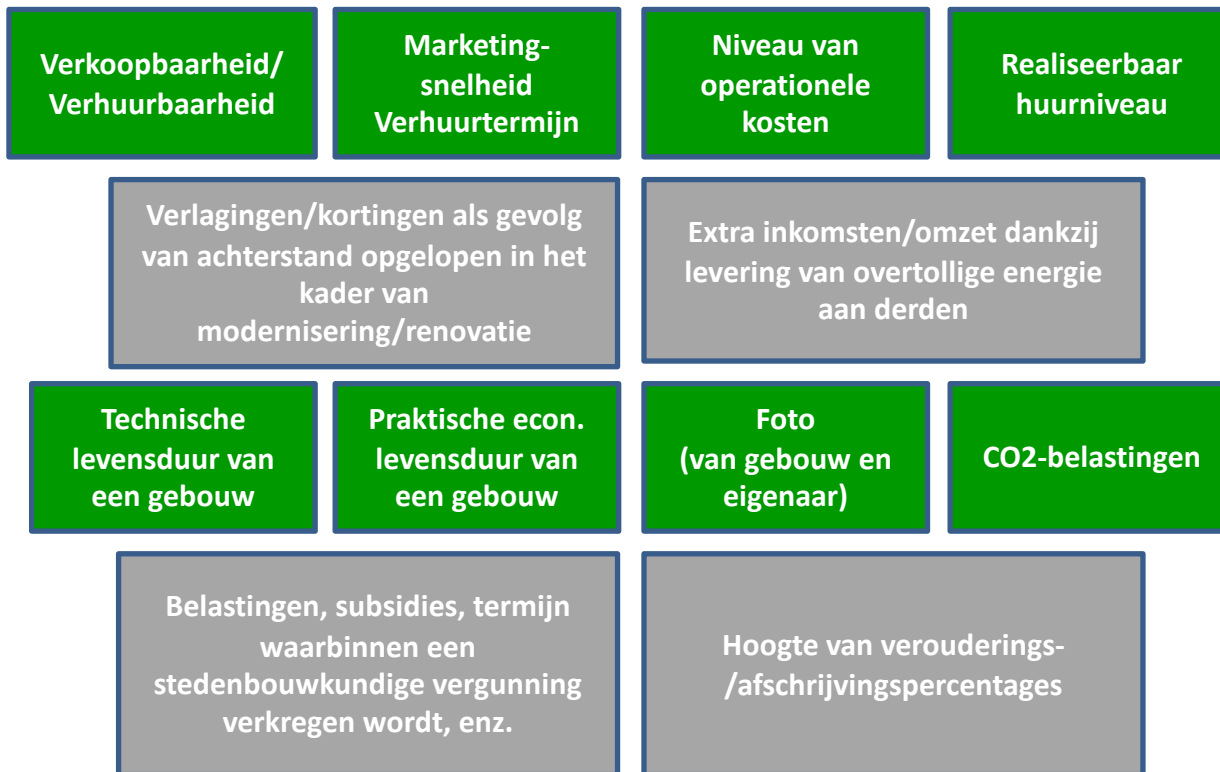 Verkoopbaarheid/
Verhuurbaarheid
Marketing-
snelheid
Verhuurtermijn
Niveau van
operationele
kosten
Realiseerbaar
huurniveau
Verlagingen/kortingen als gevolg
van achterstand opgelopen in het
kader van
modernisering/renovatie
Extra inkomsten/omzet dankzij
levering van overtollige energie
aan derden
Technische
levensduur van
een gebouw
Praktische econ.
levensduur van
een gebouw
Foto
(van gebouw en
eigenaar)
CO2-belastingen
Belastingen, subsidies, termijn
waarbinnen een
stedenbouwkundige vergunning
verkregen wordt, enz.
Hoogte van verouderings-
/afschrijvingspercentages